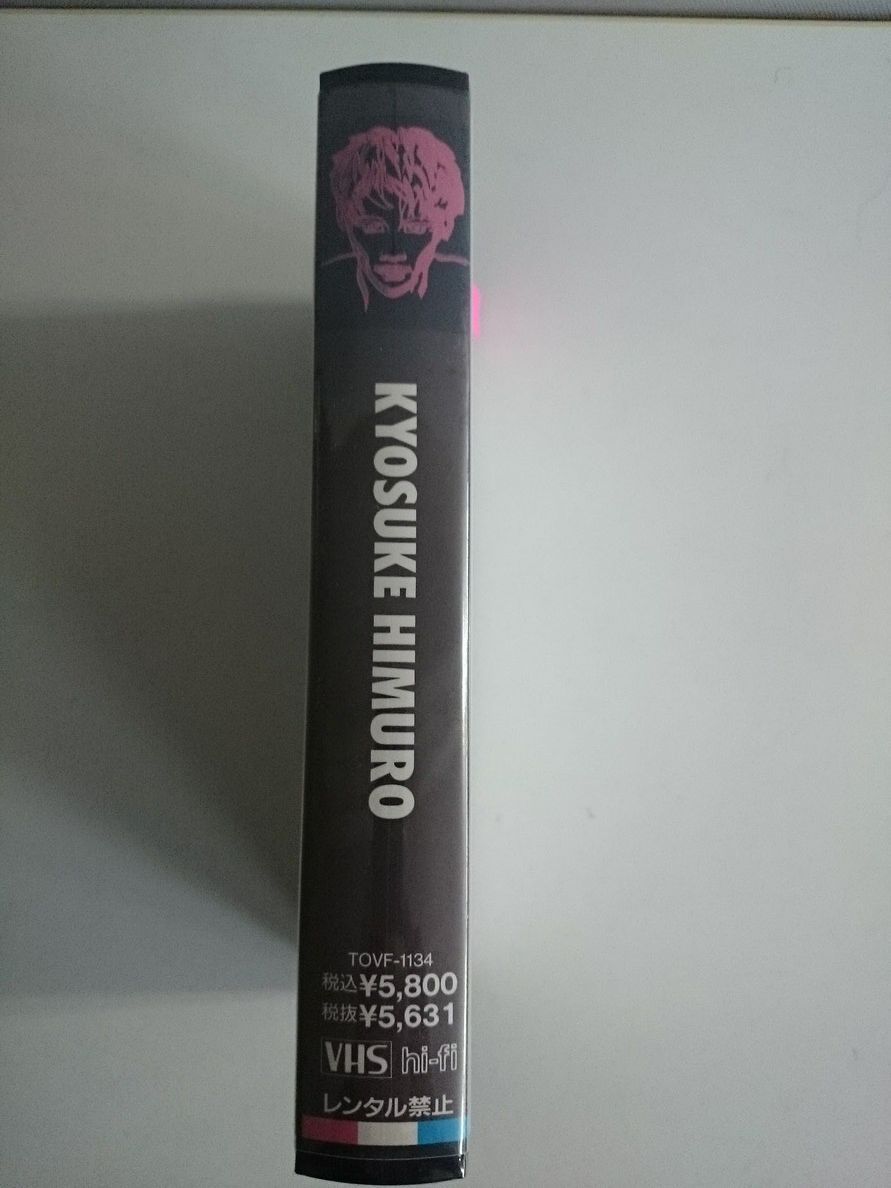 KYOSUKE HIMURO
TOVF-1134
税込¥5,800
税抜¥5,631
VHS hi-fi
レンタル禁止